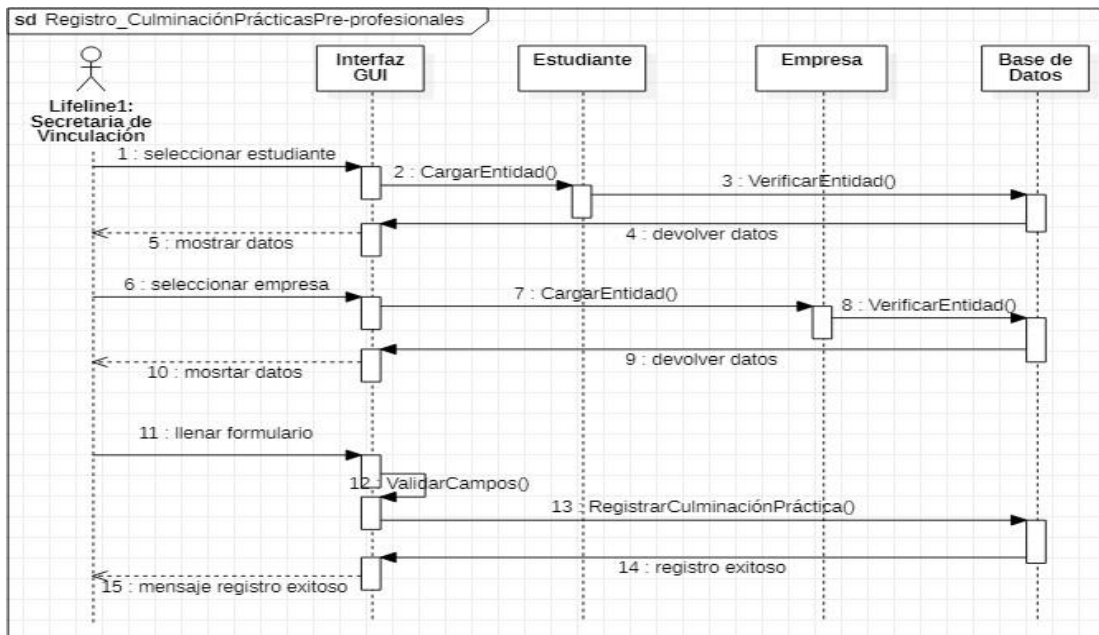 sd Registro_CulminaciónPrácticasPre-profesionales
Interfaz
GUI
Estudiante
Empresa
Base de
Datos
Lifeline1:
Secretaria de
Vinculación
1 : seleccionar estudiante
2 : CargarEntidad()
3 : VerificarEntidad()
4 : devolver datos
5 : mostrar datos
6 : seleccionar empresa
7 : CargarEntidad()
8 : VerificarEntidad()
9 : devolver datos
10 : mosrtar datos
11 : llenar formulario
12 : ValidarCampos()
13 : RegistrarCulminaciónPráctica()
14 : registro exitoso
15 : mensaje registro exitoso